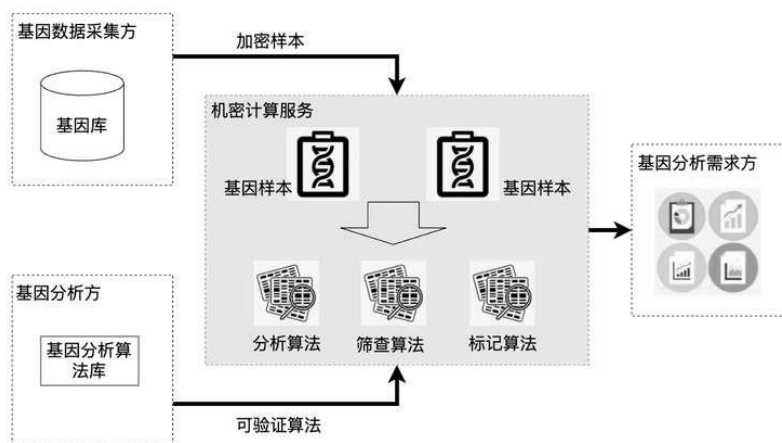 基因数据采集方
基因库
加密样本
机密计算服务
基因样本
基因样本
分析算法
筛查算法
标记算法
基因分析需求方
基因分析方
基因分析算
法库
可验证算法